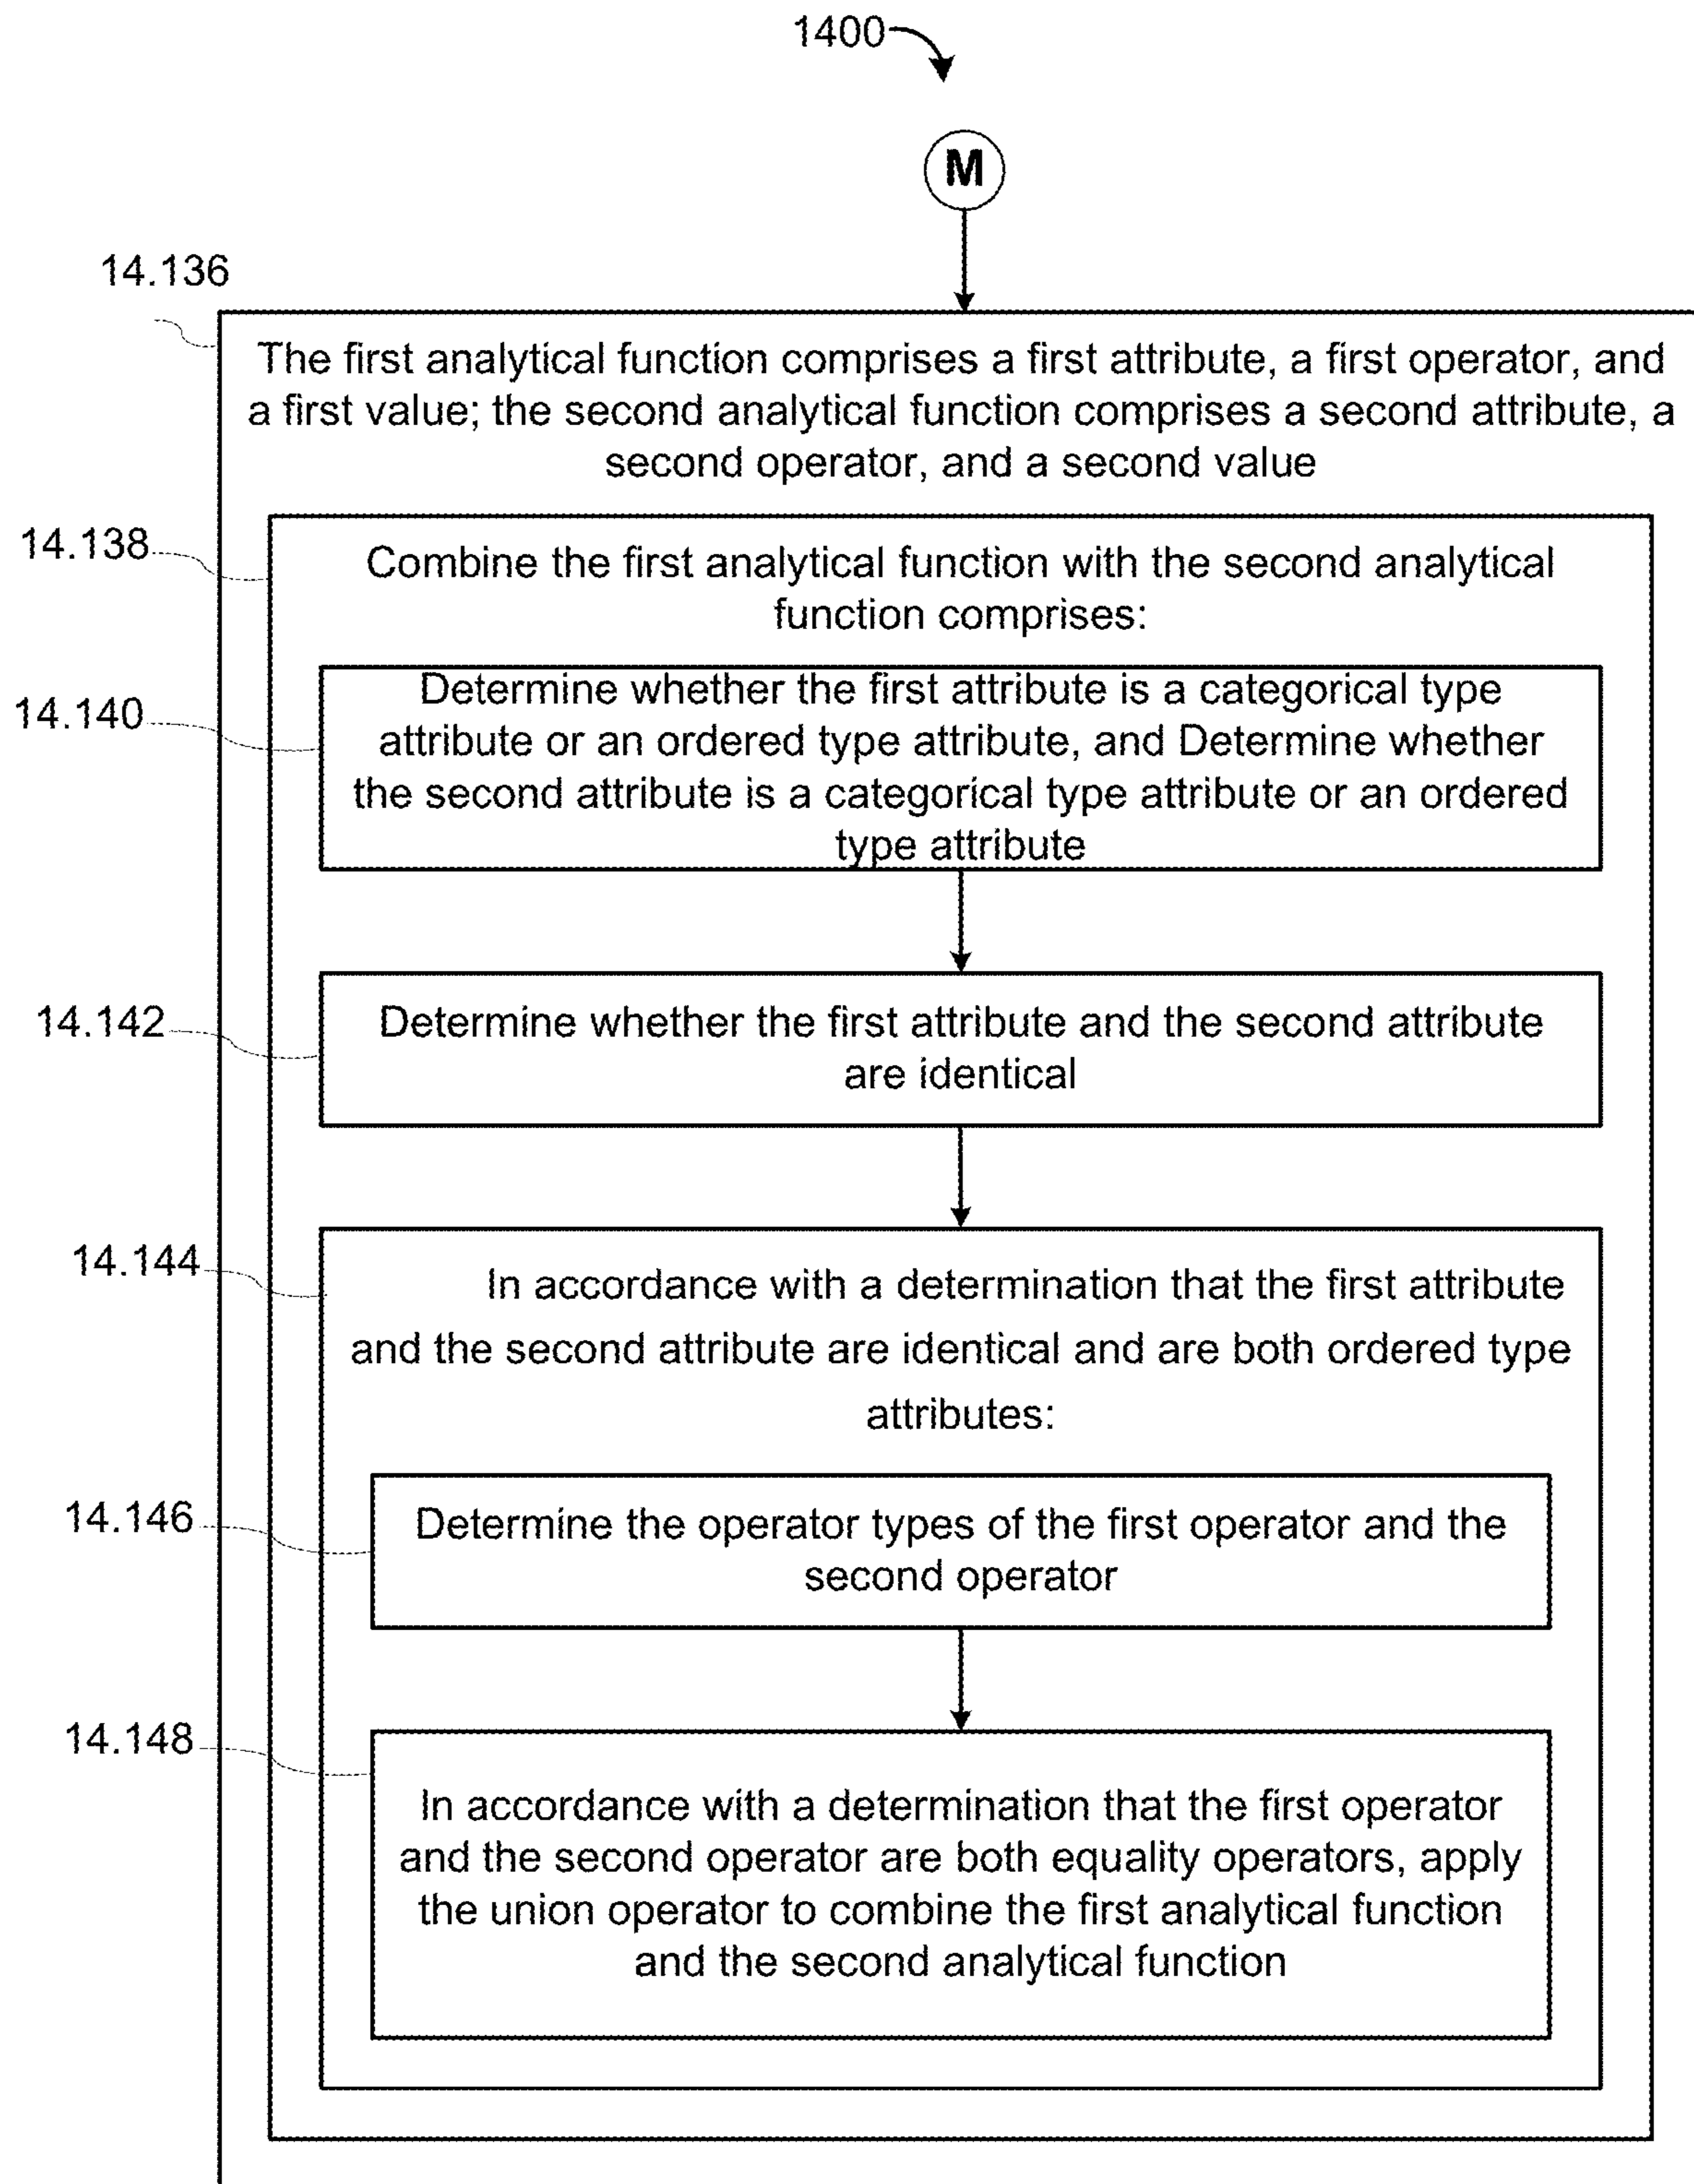 1400
M
14.136
The first analytical function comprises a first attribute, a first operator, and
a first value; the second analytical function comprises a second attribute, a
second operator, and a second value
14.138
Combine the first analytical function with the second analytical
function comprises:
14.140
Determine whether the first attribute is a categorical type
attribute or an ordered type attribute, and Determine whether
the second attribute is a categorical type attribute or an ordered
type attribute
14.142
Determine whether the first attribute and the second attribute
are identical
14.144
In accordance with a determination that the first attribute
and the second attribute are identical and are both ordered type
attributes:
14.146
Determine the operator types of the first operator and the
second operator
14.148
In accordance with a determination that the first operator
and the second operator are both equality operators, apply
the union operator to combine the first analytical function
and the second analytical function